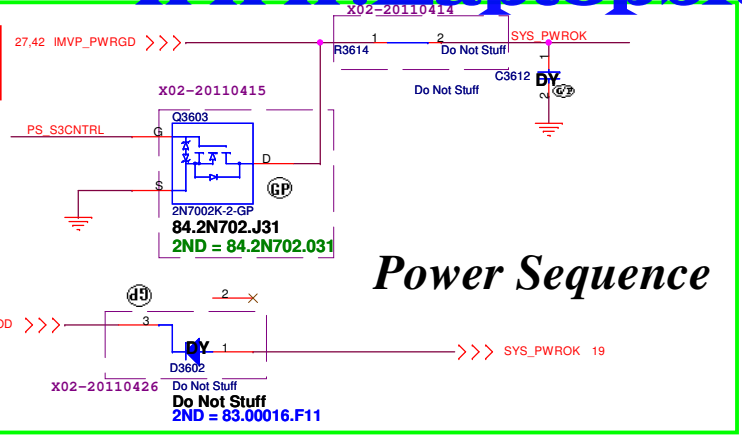 X02-20110414
27,42 IMVP_PWRGD
R3614
1
2
Do Not Stuff
SYS_PWROK
Do Not Stuff
C3612
1
DY
2
GP
X02-20110415
Q3603
PS_S3CNTRL
G
D
S
GP
2N7002K-2-GP
84.2N702.J31
2ND = 84.2N702.031
Power Sequence
GP
2
3
DY
1
SYS_PWROK 19
D3602
X02-20110426
Do Not Stuff
Do Not Stuff
2ND = 83.00016.F11